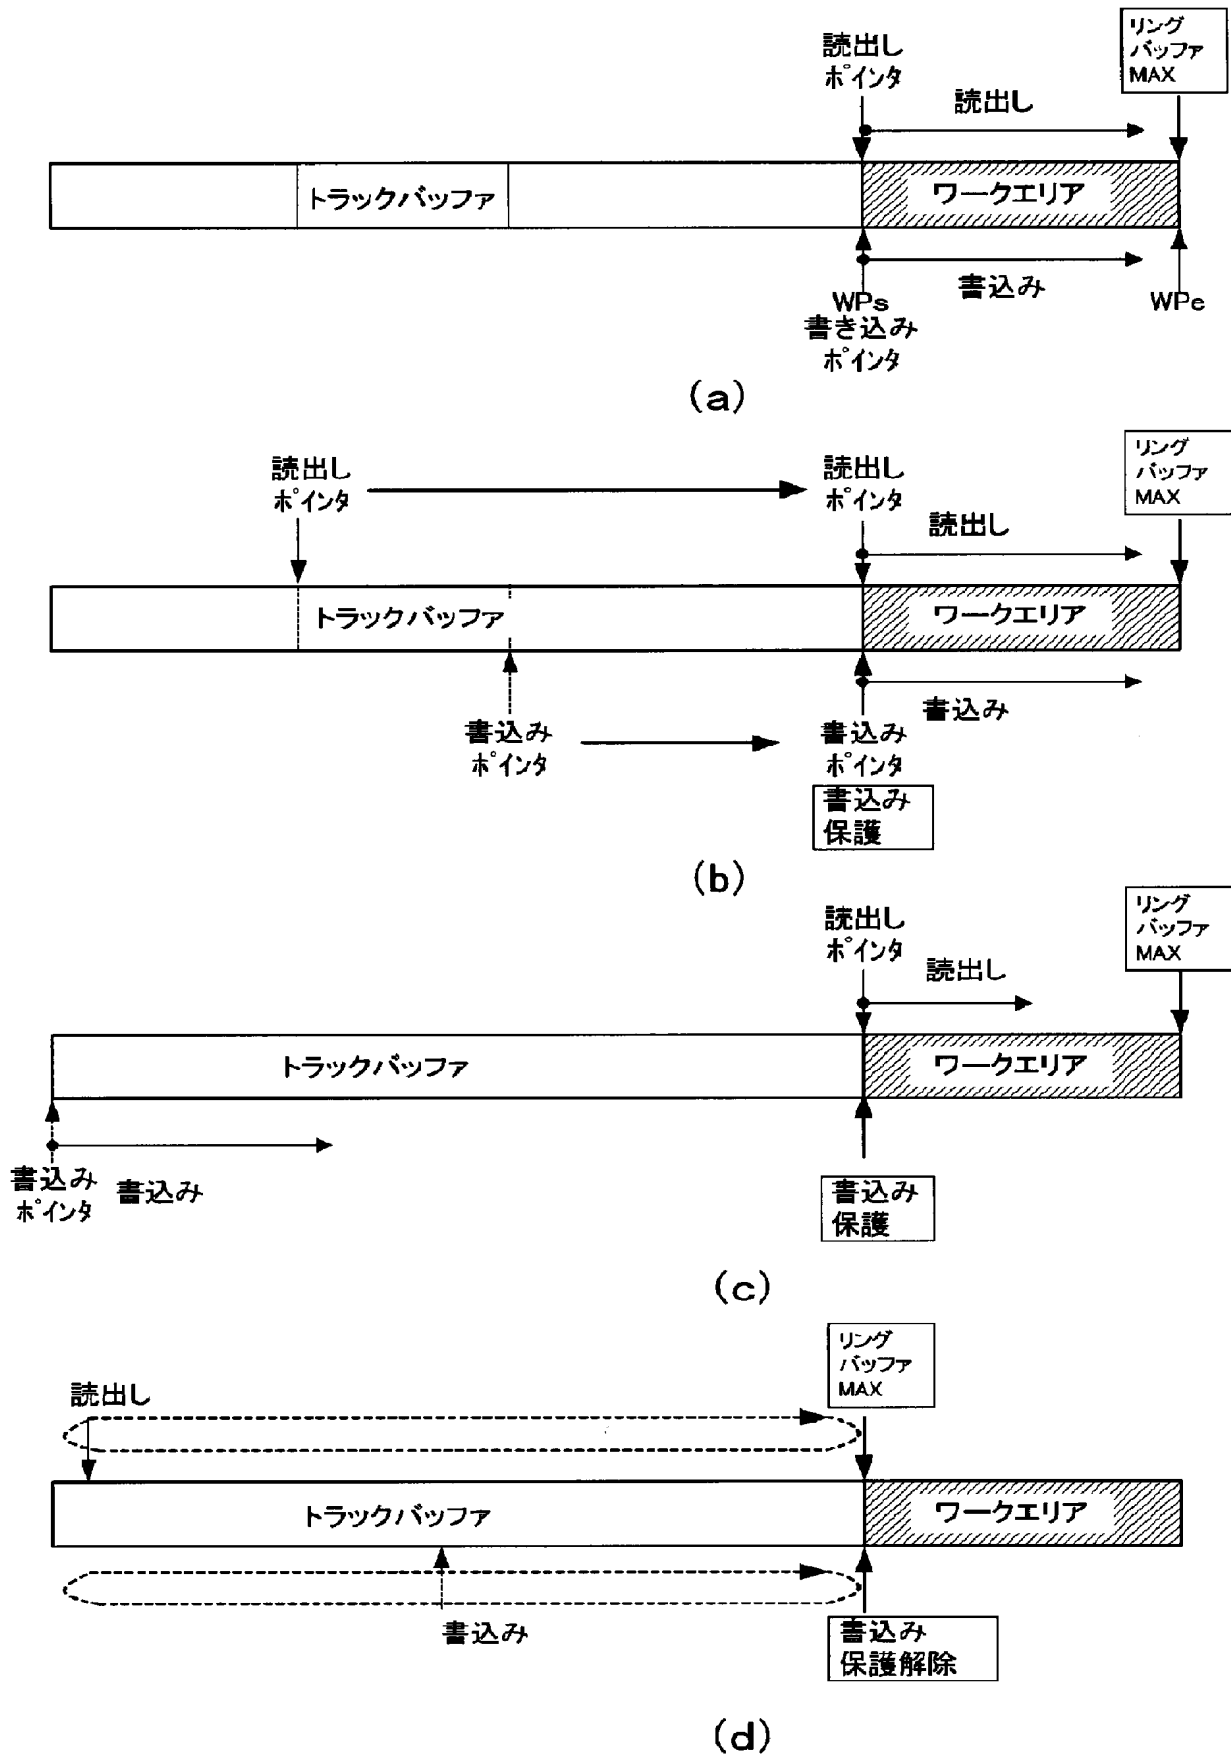 リング
バッファ
MAX
読出し
ポインタ
読出し
トラックバッファ
ワークエリア
書込み
WPs
WPe
書き込み
ポインタ
(a)
読出し
ポインタ
読出し
ポインタ
リング
バッファ
MAX
読出し
トラックバッファ
ワークエリア
書込み
書込み
ポインタ
書込み
ポインタ
書込み
保護
(b)
読出し
ポインタ
リング
バッファ
MAX
読出し
トラックバッファ
ワークエリア
書込み
ポインタ
書込み
書込み
保護
(c)
リング
バッファ
MAX
読出し
トラックバッファ
ワークエリア
書込み
書込み
保護解除
(d)